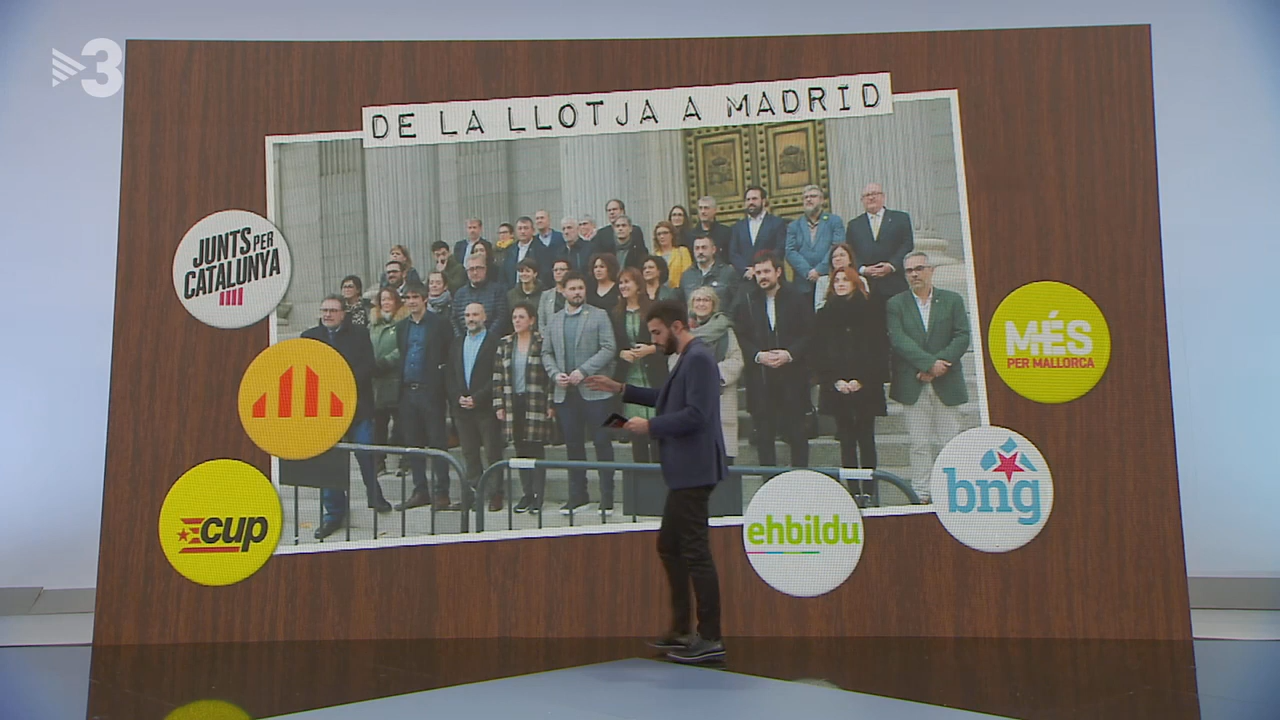 3
DE LA LLOTJA A MADRID
JUNTS PER
CATALUNYA
MÉS
PER MALLORCA
cup
ehbildu
bng